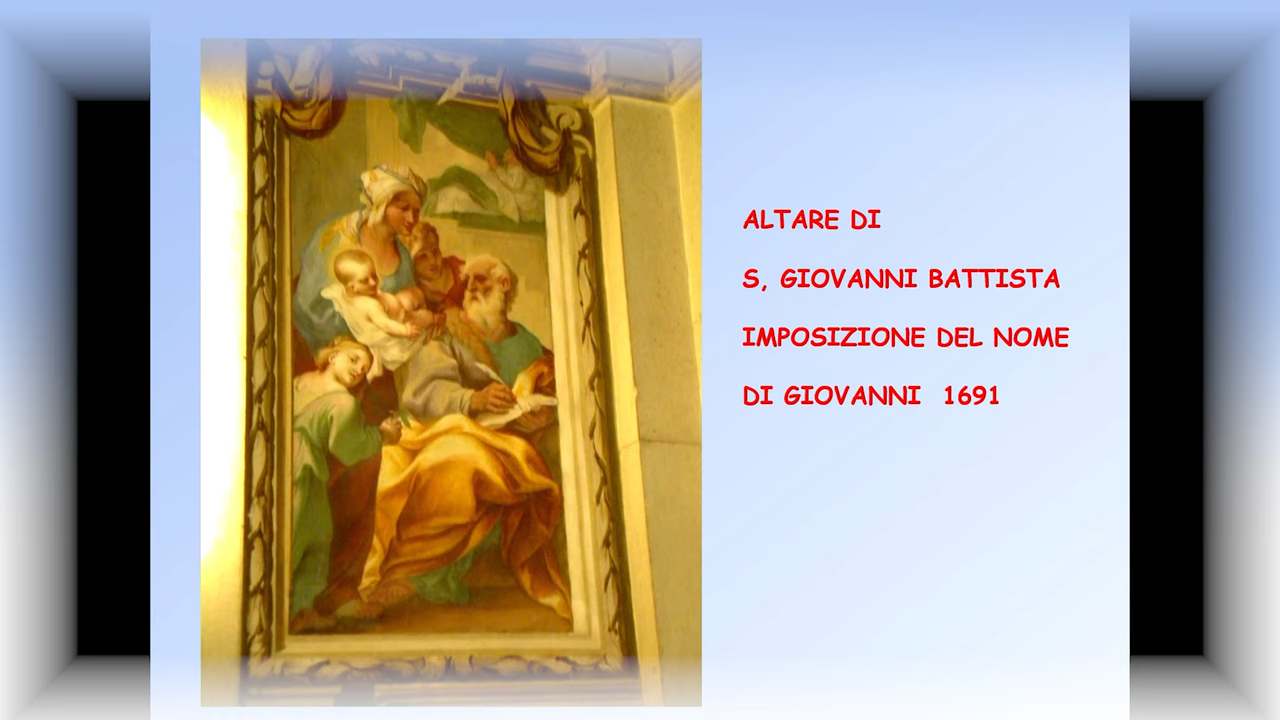 ALTARE DI
S, GIOVANNI BATTISTA
IMPOSIZIONE DEL NOME
DI GIOVANNI 1691